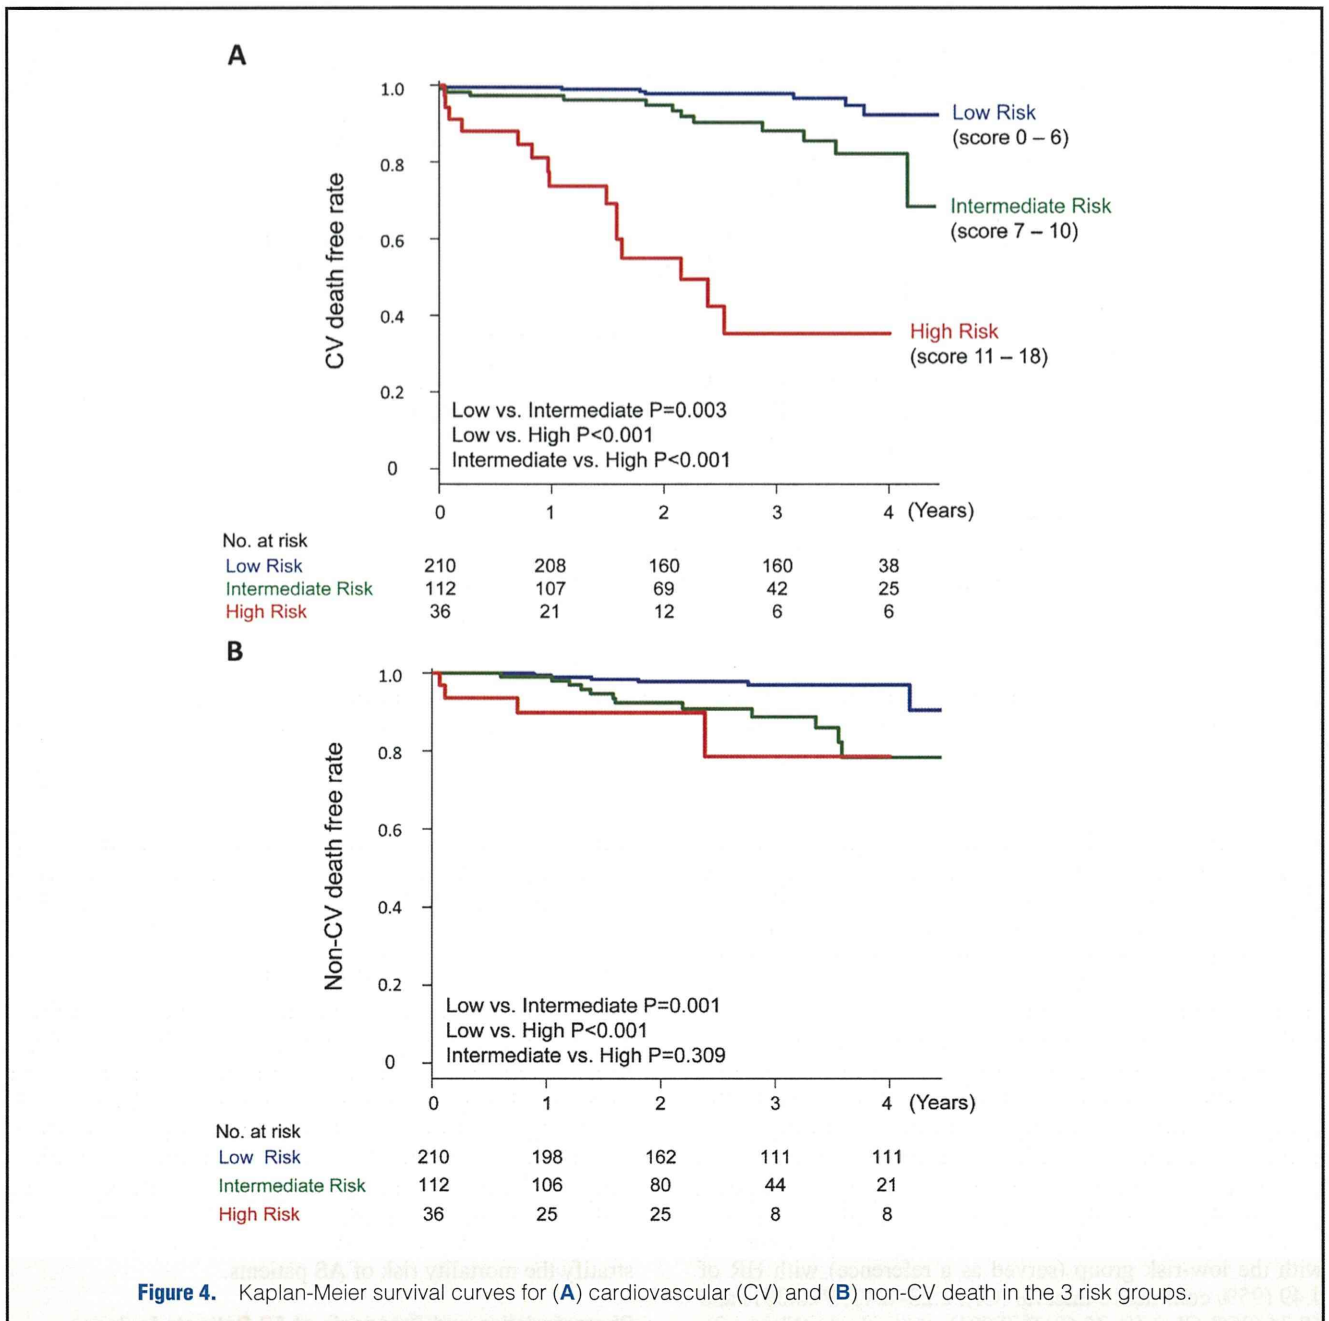 A
1.0
0.8
0.6
0.4
0.2
0
CV death free rate
Low Risk
(score 0 – 6)
Intermediate Risk
(score 7 – 10)
High Risk
(score 11 – 18)
Low vs. Intermediate P=0.003
Low vs. High P<0.001
Intermediate vs. High P<0.001
0 1 2 3 4 (Years)
No. at risk
Low Risk 210 208 160 160 38
Intermediate Risk 112 107 69 42 25
High Risk 36 21 12 6 6
B
1.0
0.8
0.6
0.4
0.2
0
Non-CV death free rate
Low vs. Intermediate P=0.001
Low vs. High P<0.001
Intermediate vs. High P=0.309
0 1 2 3 4 (Years)
No. at risk
Low Risk 210 198 162 111 111
Intermediate Risk 112 106 80 44 21
High Risk 36 25 25 8 8
Figure 4. Kaplan-Meier survival curves for (A) cardiovascular (CV) and (B) non-CV death in the 3 risk groups.